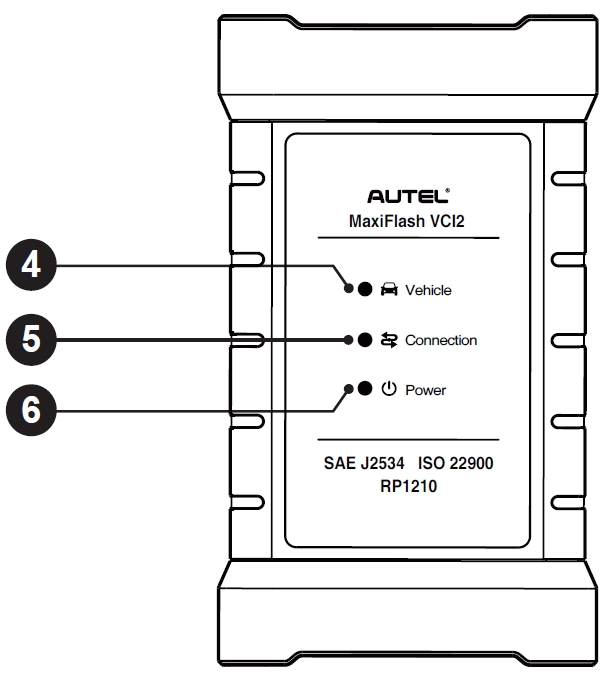 AUTEL®
MaxiFlash VCI2
4
Vehicle
5
Connection
6
Power
SAE J2534 ISO 22900
RP1210